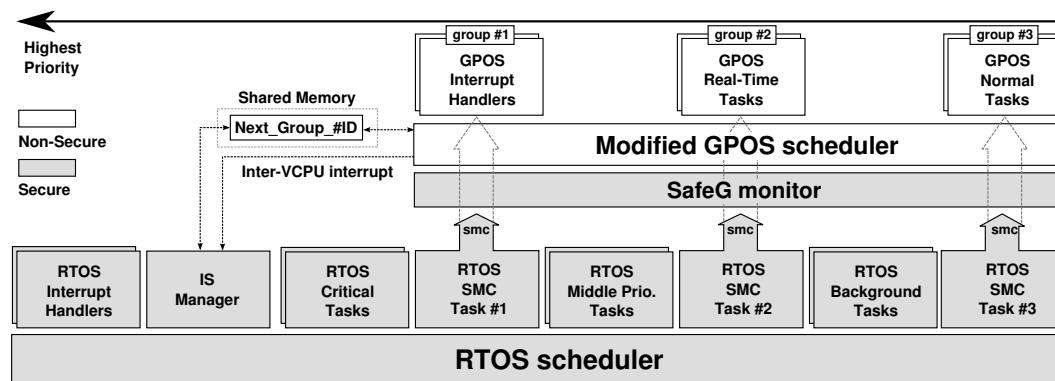 Highest
Priority
group #1
GPOS
Interrupt
Handlers
group #2
GPOS
Real-Time
Tasks
group #3
GPOS
Normal
Tasks
Non-Secure
Secure
Shared Memory
Next_Group_#ID
Inter-VCPU interrupt
Modified GPOS scheduler
SafeG monitor
smc
smc
smc
RTOS
Interrupt
Handlers
IS
Manager
RTOS
Critical
Tasks
RTOS
SMC
Task #1
RTOS
Middle Prio.
Tasks
RTOS
SMC
Task #2
RTOS
Background
Tasks
RTOS
SMC
Task #3
RTOS scheduler